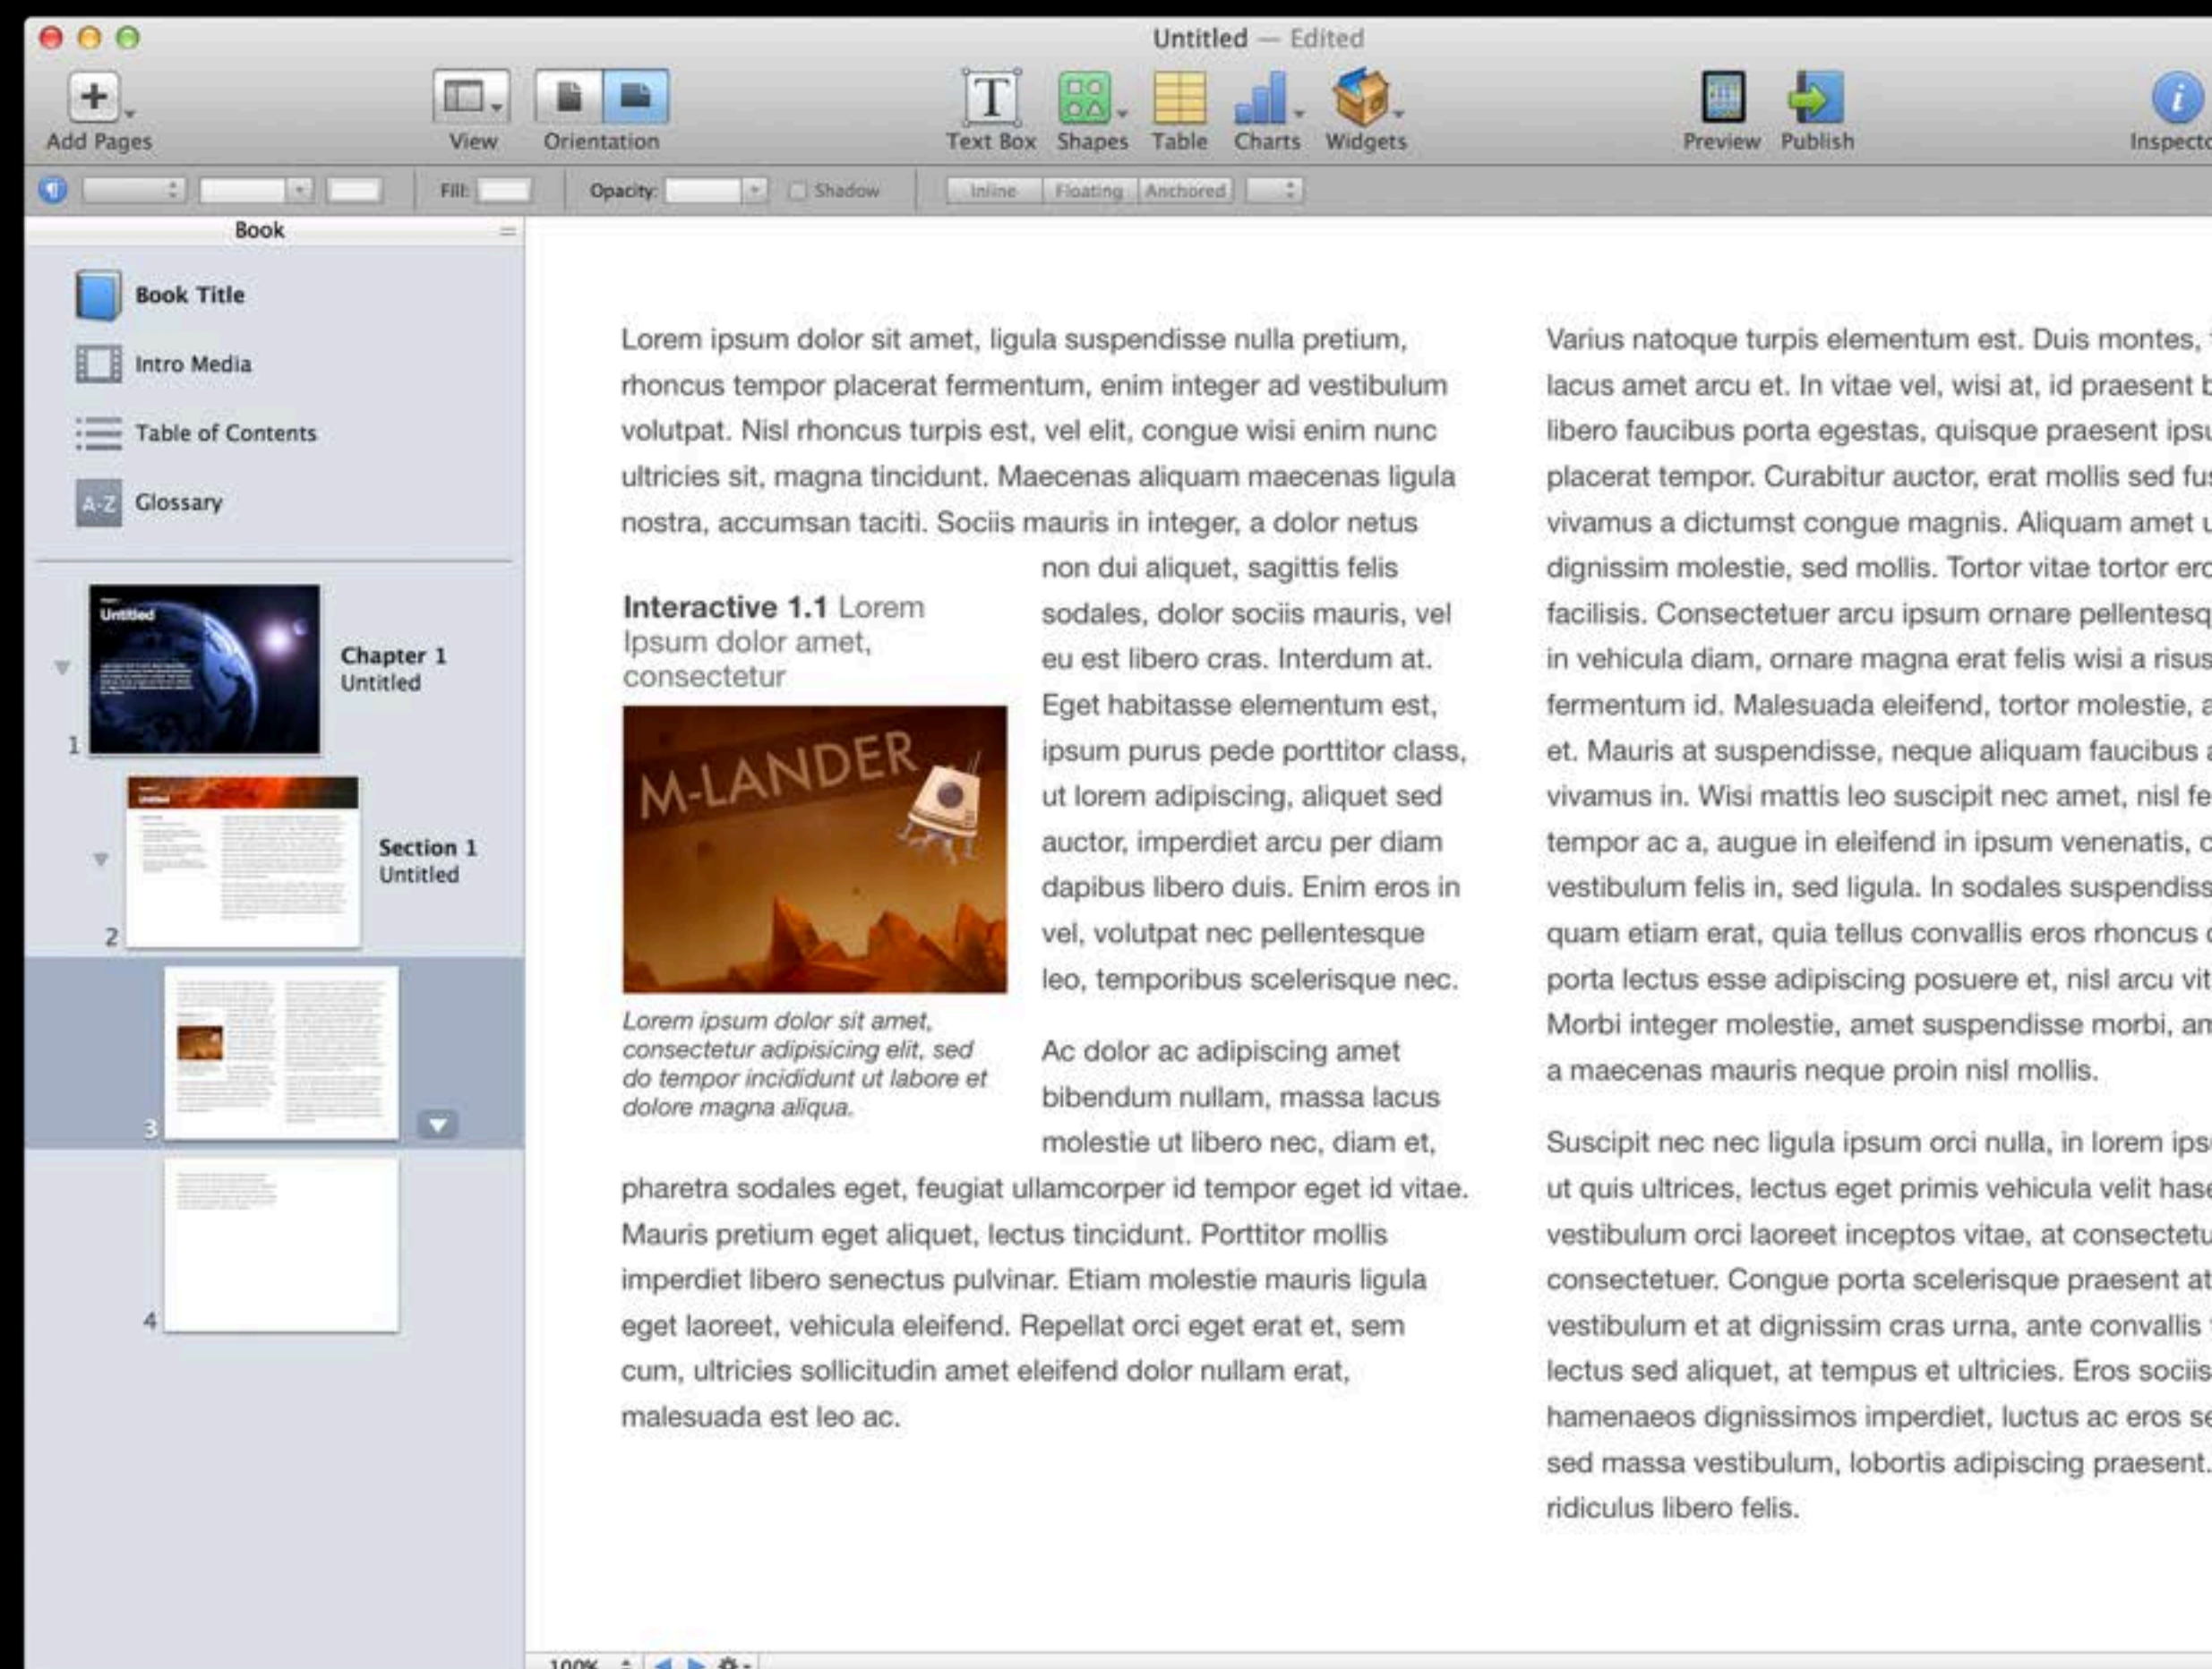 Untitled — Edited
Add Pages
View
Orientation
Text Box
Shapes
Table
Charts
Widgets
Preview
Publish
Fill:
Opacity:
Shadow
Inline
Floating
Anchored
Book
Book Title
Intro Media
Table of Contents
A-Z
Glossary
Untitled
Chapter 1
Untitled
1
Section 1
Untitled
2
3
4
Lorem ipsum dolor sit amet, ligula suspendisse nulla pretium,
rhoncus tempor placerat fermentum, enim integer ad vestibulum
volutpat. Nisl rhoncus turpis est, vel elit, congue wisi enim nunc
ultricies sit, magna tincidunt. Maecenas aliquam maecenas ligula
nostra, accumsan taciti. Sociis mauris in integer, a dolor netus
non dui aliquet, sagittis felis
sodales, dolor sociis mauris, vel
eu est libero cras. Interdum at.
Eget habitasse elementum est,
ipsum purus pede porttitor class,
ut lorem adipiscing, aliquet sed
auctor, imperdiet arcu per diam
dapibus libero duis. Enim eros in
vel, volutpat nec pellentesque
leo, temporibus scelerisque nec.
Interactive 1.1 Lorem
Ipsum dolor amet,
consectetur
M-LANDER
Lorem ipsum dolor sit amet,
consectetur adipisicing elit, sed
do tempor incididunt ut labore et
dolore magna aliqua.
Ac dolor ac adipiscing amet
bibendum nullam, massa lacus
molestie ut libero nec, diam et,
pharetra sodales eget, feugiat ullamcorper id tempor eget id vitae.
Mauris pretium eget aliquet, lectus tincidunt. Porttitor mollis
imperdiet libero senectus pulvinar. Etiam molestie mauris ligula
eget laoreet, vehicula eleifend. Repellat orci eget erat et, sem
cum, ultricies sollicitudin amet eleifend dolor nullam erat,
malesuada est leo ac.
Varius natoque turpis elementum est. Duis montes,
lacus amet arcu et. In vitae vel, wisi at, id praesent
libero faucibus porta egestas, quisque praesent
placerat tempor. Curabitur auctor, erat mollis sed
vivamus a dictumst congue magnis. Aliquam amet
dignissim molestie, sed mollis. Tortor vitae tortor
facilisis. Consectetuer arcu ipsum ornare
in vehicula diam, ornare magna erat felis wisi a risus
fermentum id. Malesuada eleifend, tortor molestie,
et. Mauris at suspendisse, neque aliquam faucibus
vivamus in. Wisi mattis leo suscipit nec amet, nisl
tempor ac a, augue in eleifend in ipsum venenatis,
vestibulum felis in, sed ligula. In sodales
quam etiam erat, quia tellus convallis eros rhoncus
porta lectus esse adipiscing posuere et, nisl arcu
Morbi integer molestie, amet suspendisse morbi,
a maecenas mauris neque proin nisl mollis.
Suscipit nec nec ligula ipsum orci nulla, in lorem
ut quis ultrices, lectus eget primis vehicula velit
vestibulum orci laoreet inceptos vitae, at
consectetuer. Congue porta scelerisque praesent at
vestibulum et at dignissim cras urna, ante convallis
lectus sed aliquet, at tempus et ultricies. Eros sociis
hamenaeos dignissimos imperdiet, luctus ac eros
sed massa vestibulum, lobortis adipiscing praesent.
ridiculus libero felis.
100%